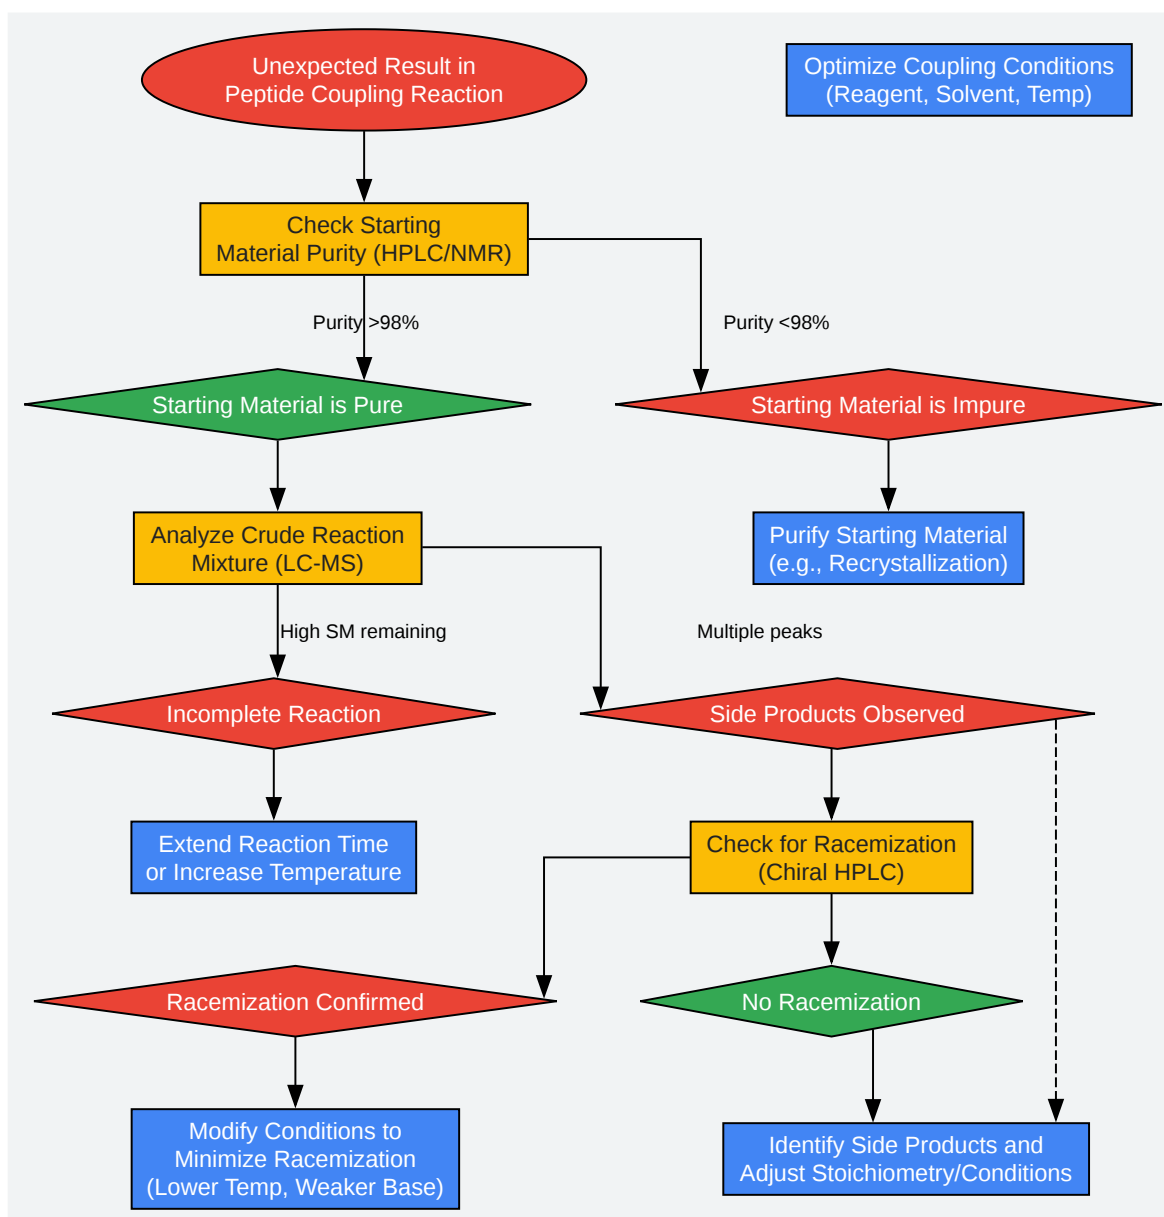 Unexpected Result in
Peptide Coupling Reaction
Optimize Coupling Conditions
(Reagent, Solvent, Temp)
Check Starting
Material Purity (HPLC/NMR)
Purity >98%
Purity <98%
Starting Material is Pure
Starting Material is Impure
Analyze Crude Reaction
Mixture (LC-MS)
Purify Starting Material
(e.g., Recrystallization)
High SM remaining
Multiple peaks
Incomplete Reaction
Side Products Observed
Extend Reaction Time
or Increase Temperature
Check for Racemization
(Chiral HPLC)
Racemization Confirmed
No Racemization
Modify Conditions to
Minimize Racemization
(Lower Temp, Weaker Base)
Identify Side Products and
Adjust Stoichiometry/Conditions